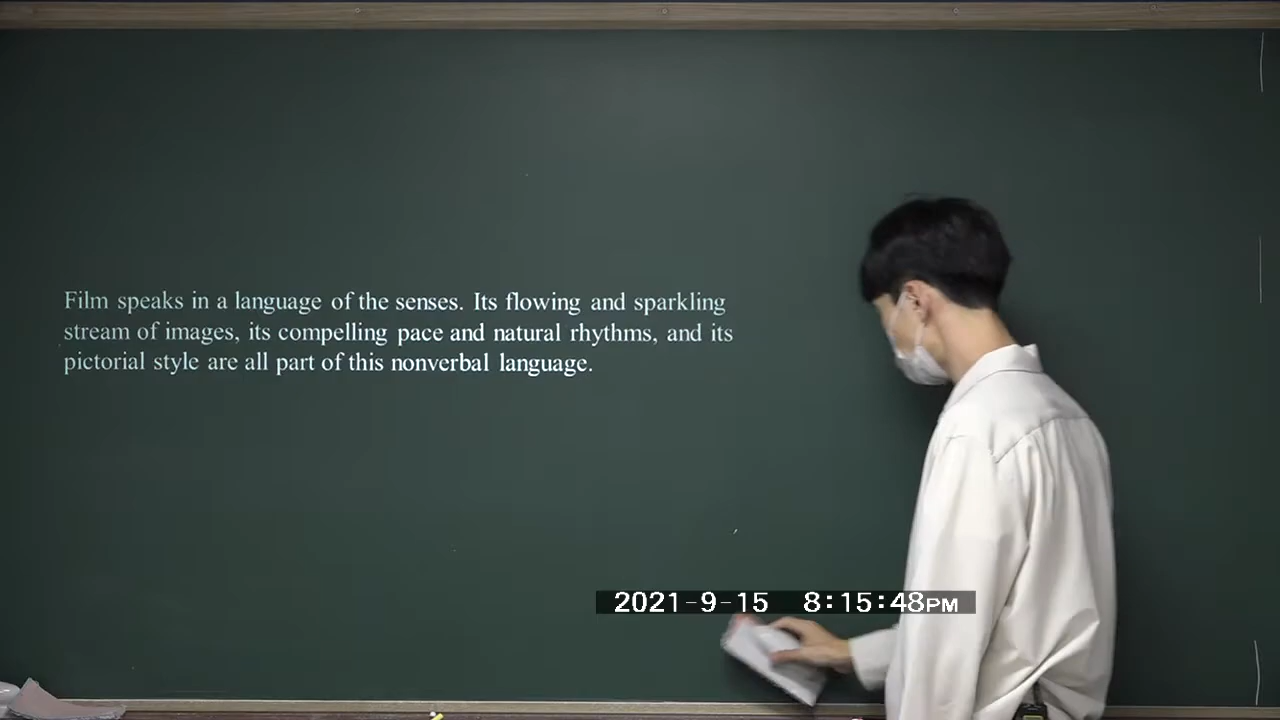 Film speaks in a language of the senses. Its flowing and sparkling
stream of images, its compelling pace and natural rhythms, and its
pictorial style are all part of this nonverbal language.
2021-9-15 8:15:48PM